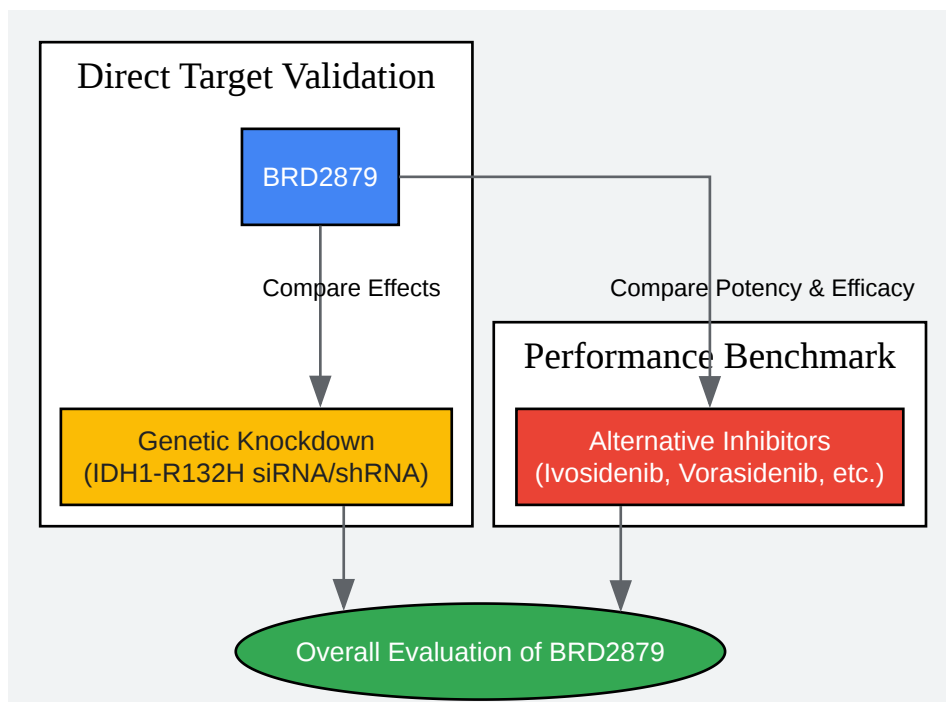 Direct Target Validation
BRD2879
Compare Effects
Compare Potency & Efficacy
Performance Benchmark
Genetic Knockdown
(IDH1-R132H siRNA/shRNA)
Alternative Inhibitors
(Ivosidenib, Vorasidenib, etc.)
Overall Evaluation of BRD2879